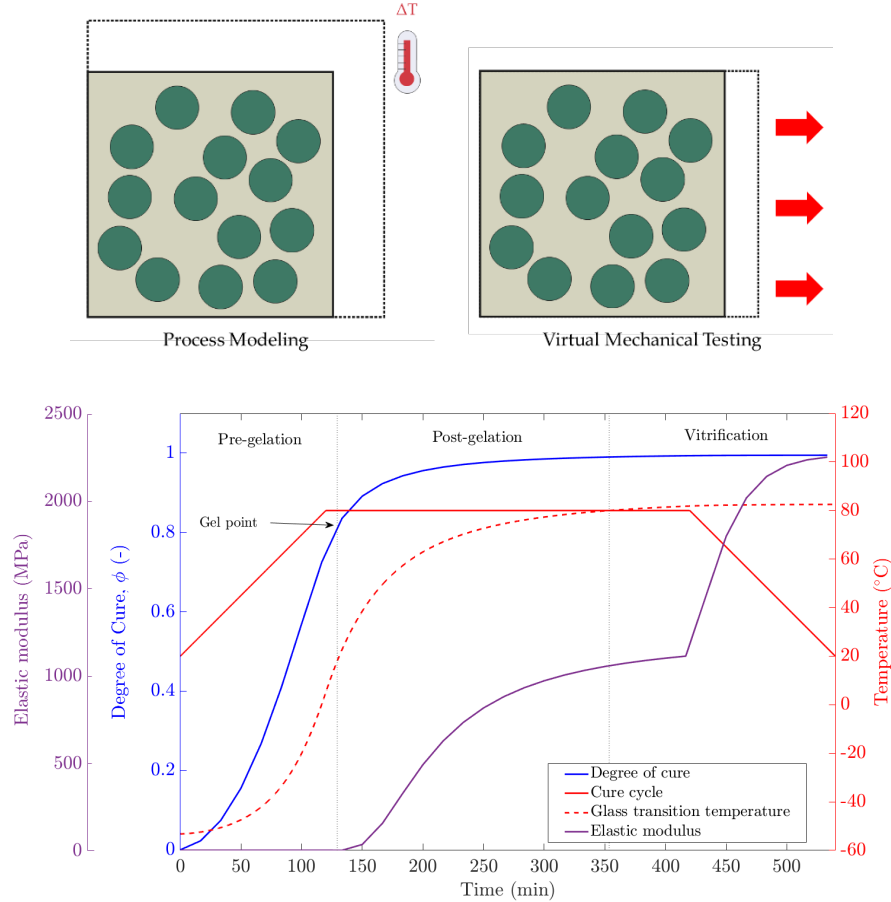 ΔT
Process Modeling
Virtual Mechanical Testing
Pre-gelation
Post-gelation
Vitrification
Gel point
Elastic modulus (MPa)
2500
2000
1500
1000
500
0
Degree of Cure, ϕ (-)
1
0.8
0.6
0.4
0.2
0
120
100
80
60
40
20
0
-20
-40
-60
Temperature (°C)
Degree of cure
Cure cycle
Glass transition temperature
Elastic modulus
0 50 100 150 200 250 300 350 400 450 500
Time (min)